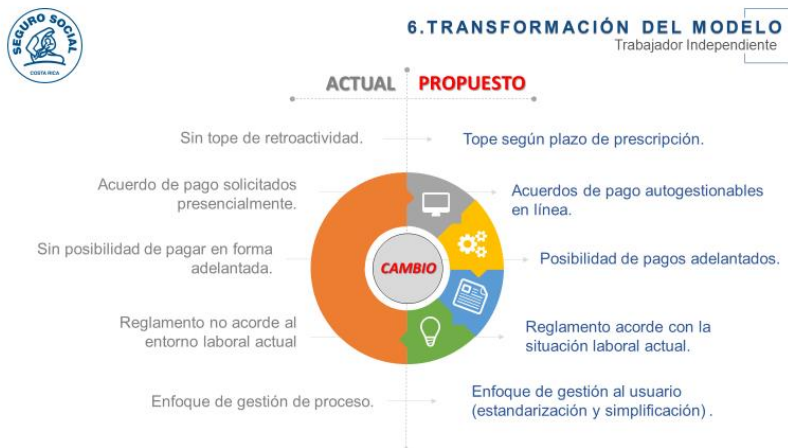 SEGURO SOCIAL
COSTA RICA
6.TRANSFORMACIÓN DEL MODELO
Trabajador Independiente
ACTUAL
PROPUESTO
Sin tope de retroactividad.
Tope según plazo de prescripción.
Acuerdo de pago solicitados
presencialmente.
Acuerdos de pago autogestionables
en línea.
Sin posibilidad de pagar en forma
adelantada.
Posibilidad de pagos adelantados.
CAMBIO
Reglamento no acorde al
entorno laboral actual
Reglamento acorde con la
situación laboral actual.
Enfoque de gestión de proceso.
Enfoque de gestión al usuario
(estandarización y simplificación) .